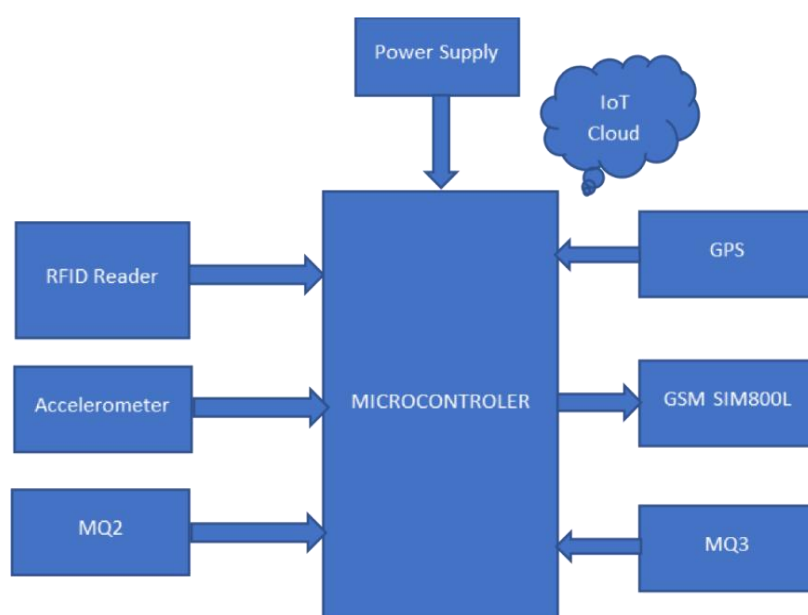 Power Supply
IoT
Cloud
RFID Reader
GPS
Accelerometer
MICROCONTROLER
GSM SIM800L
MQ2
MQ3